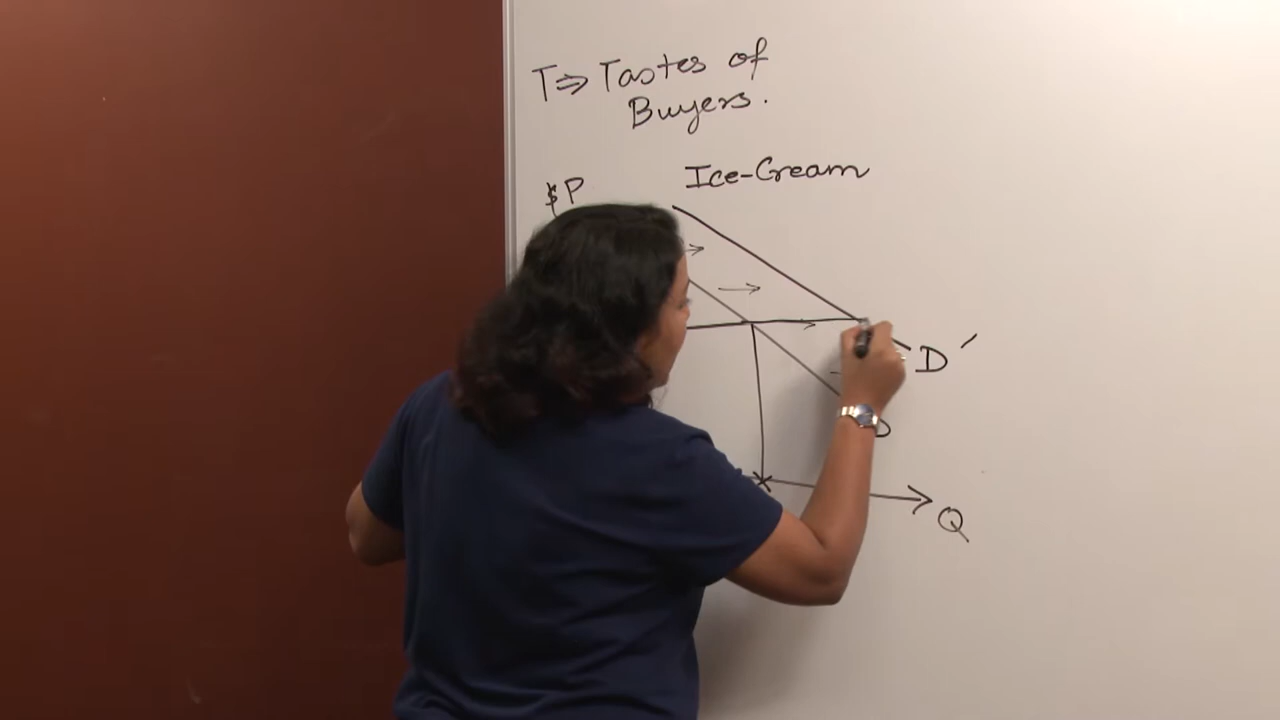 T⇒ Tastes of
Buyers.
Ice-Cream
$P
D′
D
Q